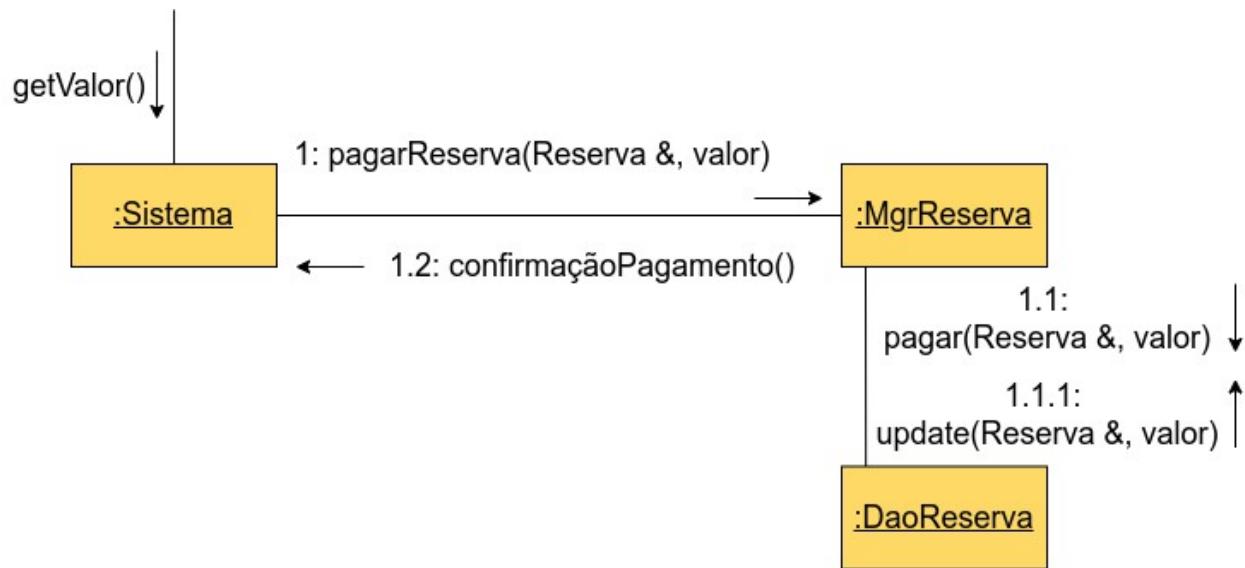 getValor()
1: pagarReserva(Reserva &, valor)
:Sistema
:MgrReserva
1.2: confirmaçãoPagamento()
1.1:
pagar(Reserva &, valor)
1.1.1:
update(Reserva &, valor)
:DaoReserva